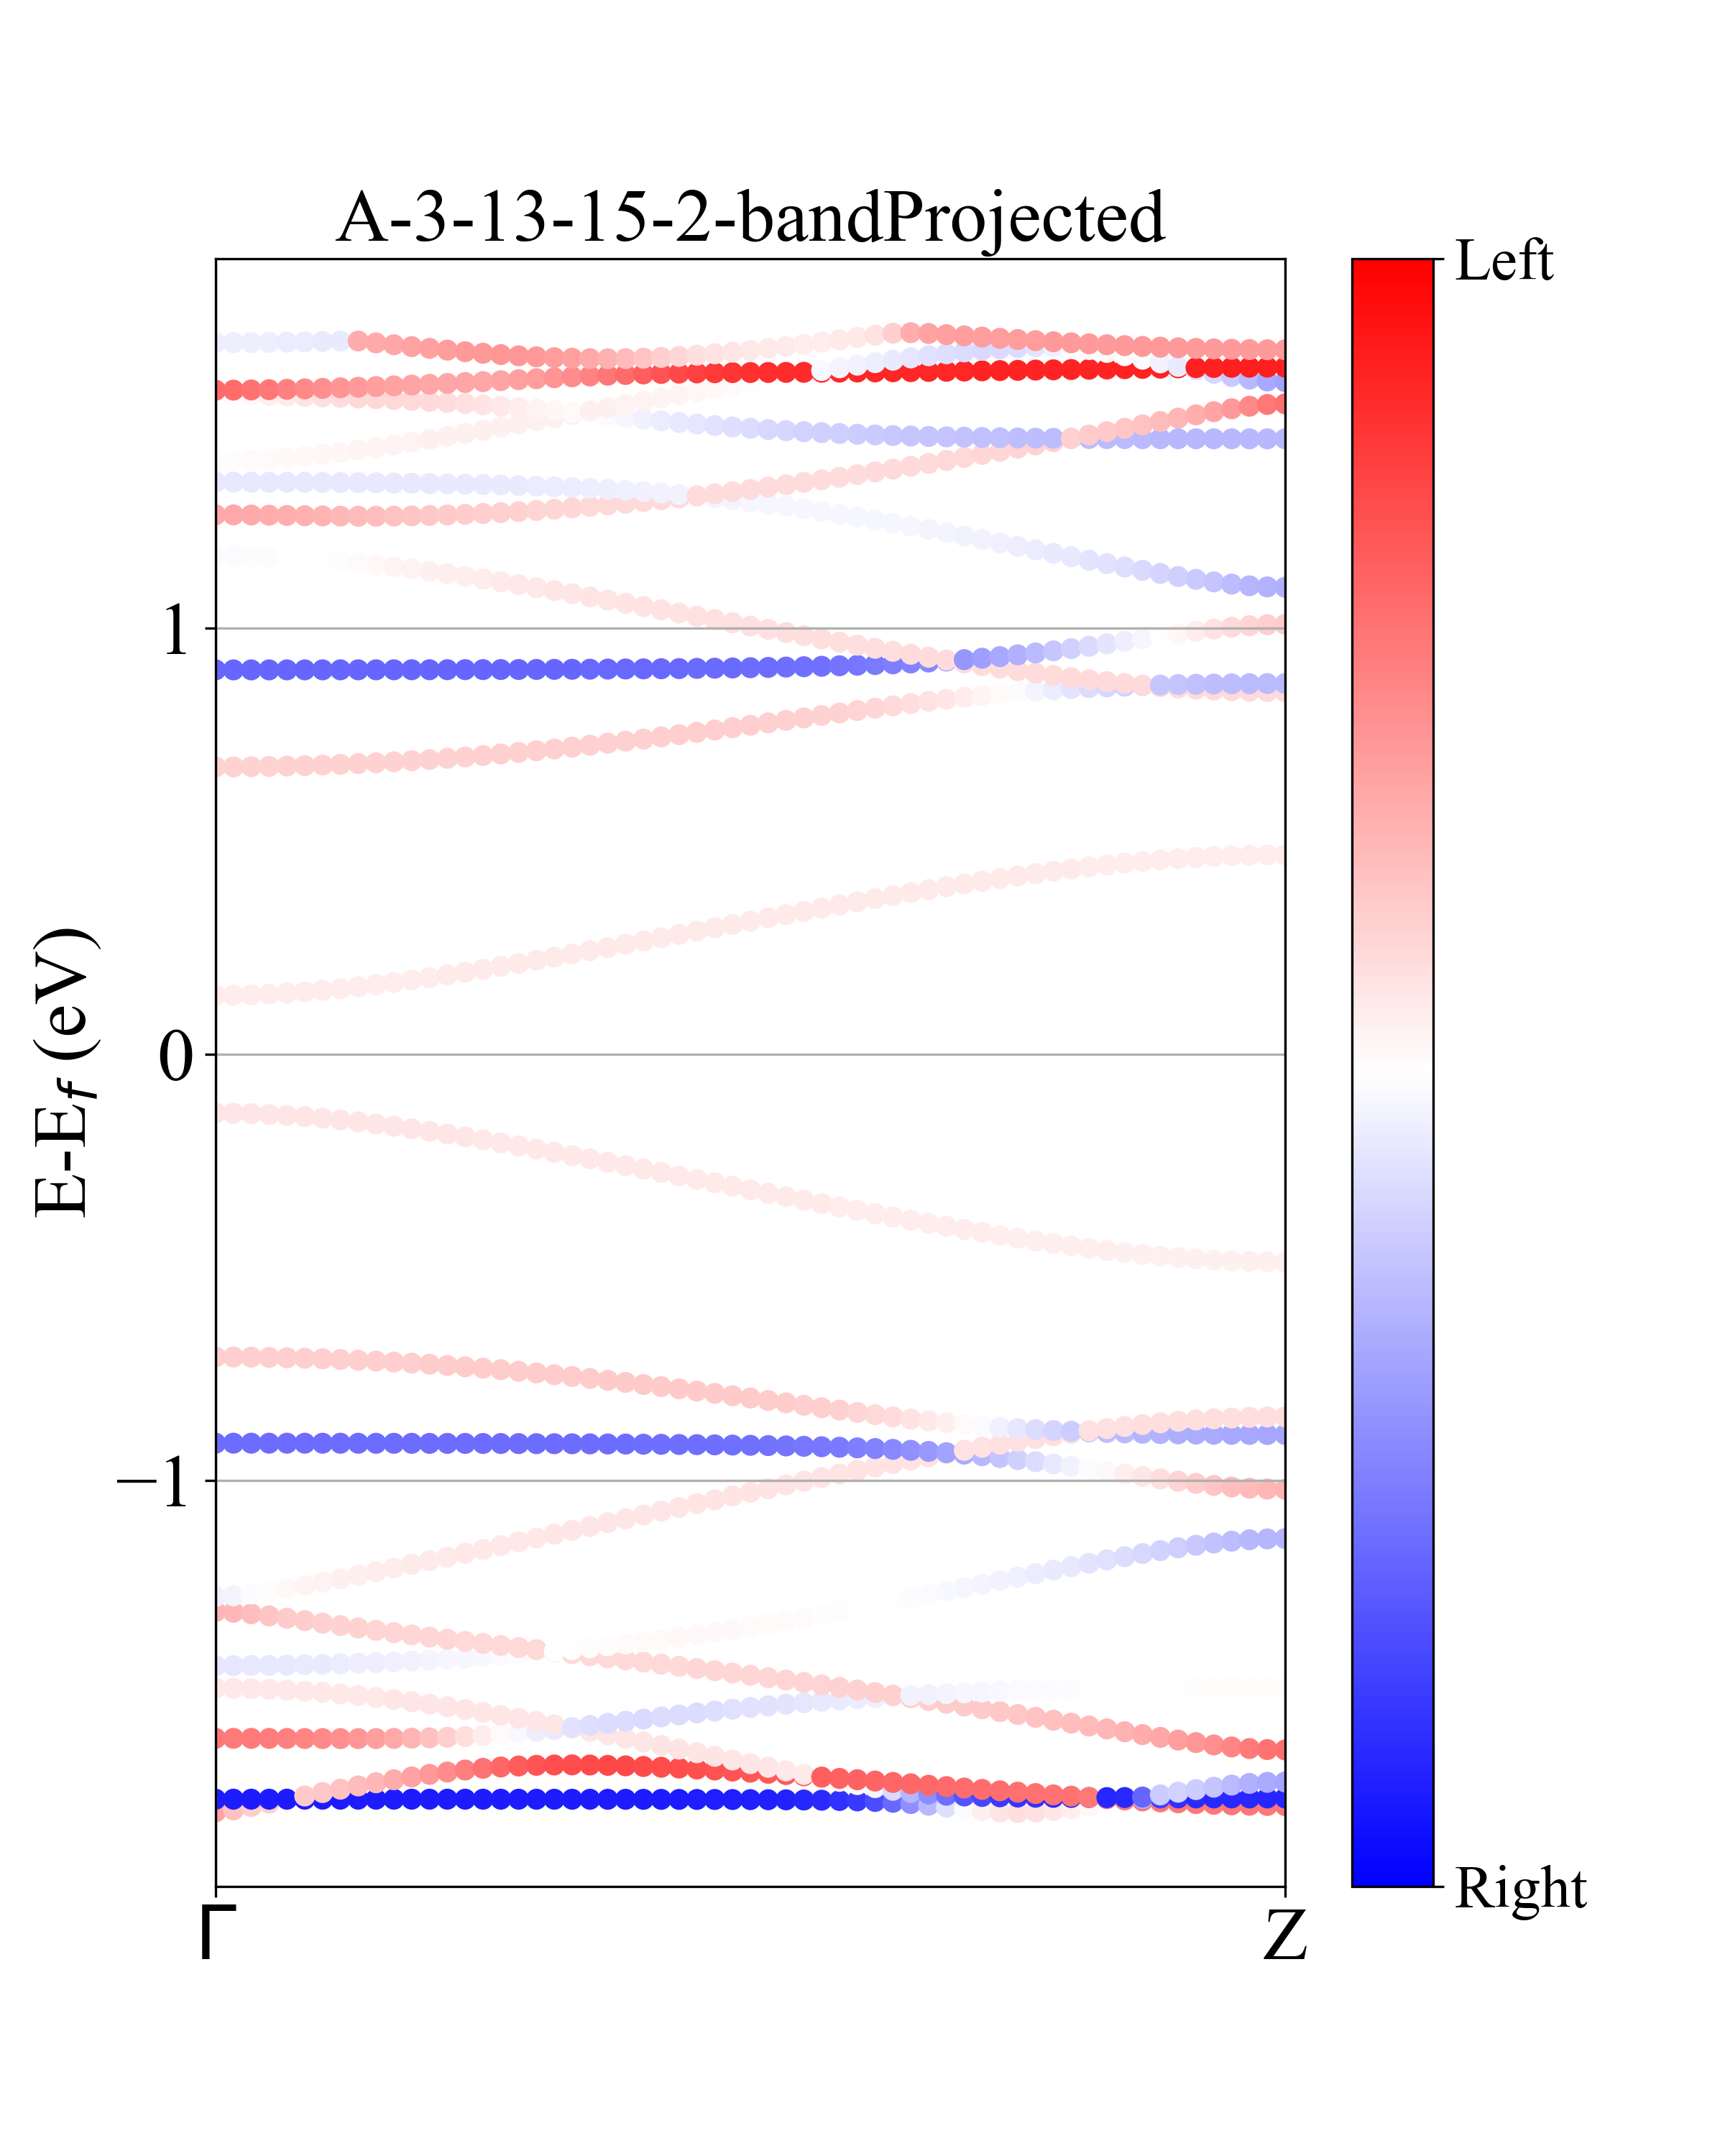 A-3-13-15-2-bandProjected
Left
1
0
−1
E-E_f (eV)
Right
Γ
Z